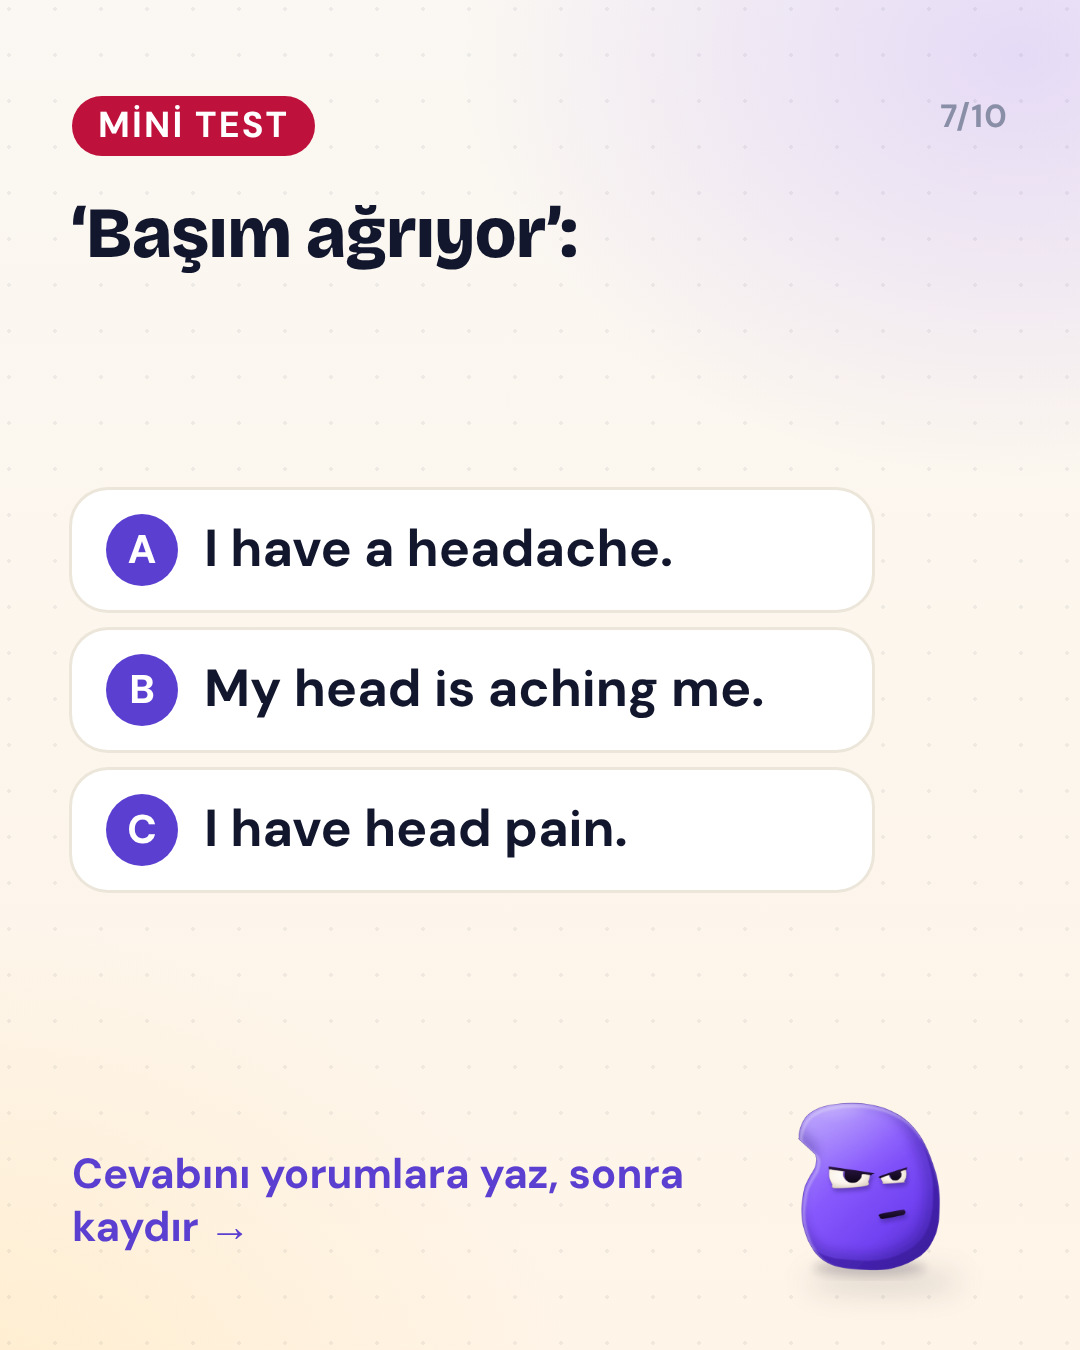 MİNİ TEST
7/10
‘Başım ağrıyor’:
A I have a headache.
B My head is aching me.
C I have head pain.
Cevabını yorumlara yaz, sonra
kaydır →